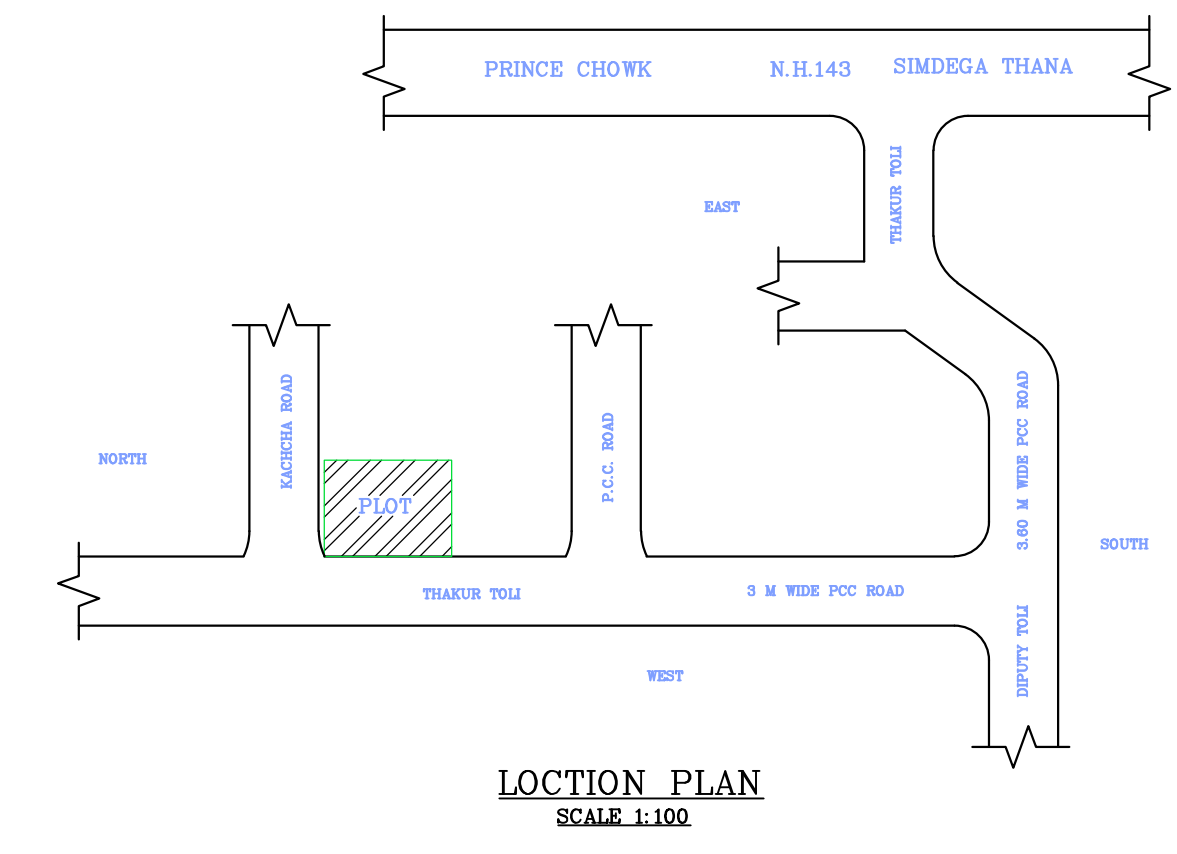 PRINCE CHOWK N.H.143 SIMDEGA THANA
THAKUR TOLI
EAST
KACHCHA ROAD
P.C.C. ROAD
3.60 M WIDE PCC ROAD
NORTH
PLOT
SOUTH
THAKUR TOLI
3 M WIDE PCC ROAD
DIPUTY TOLI
WEST
LOCTION PLAN
SCALE 1:100